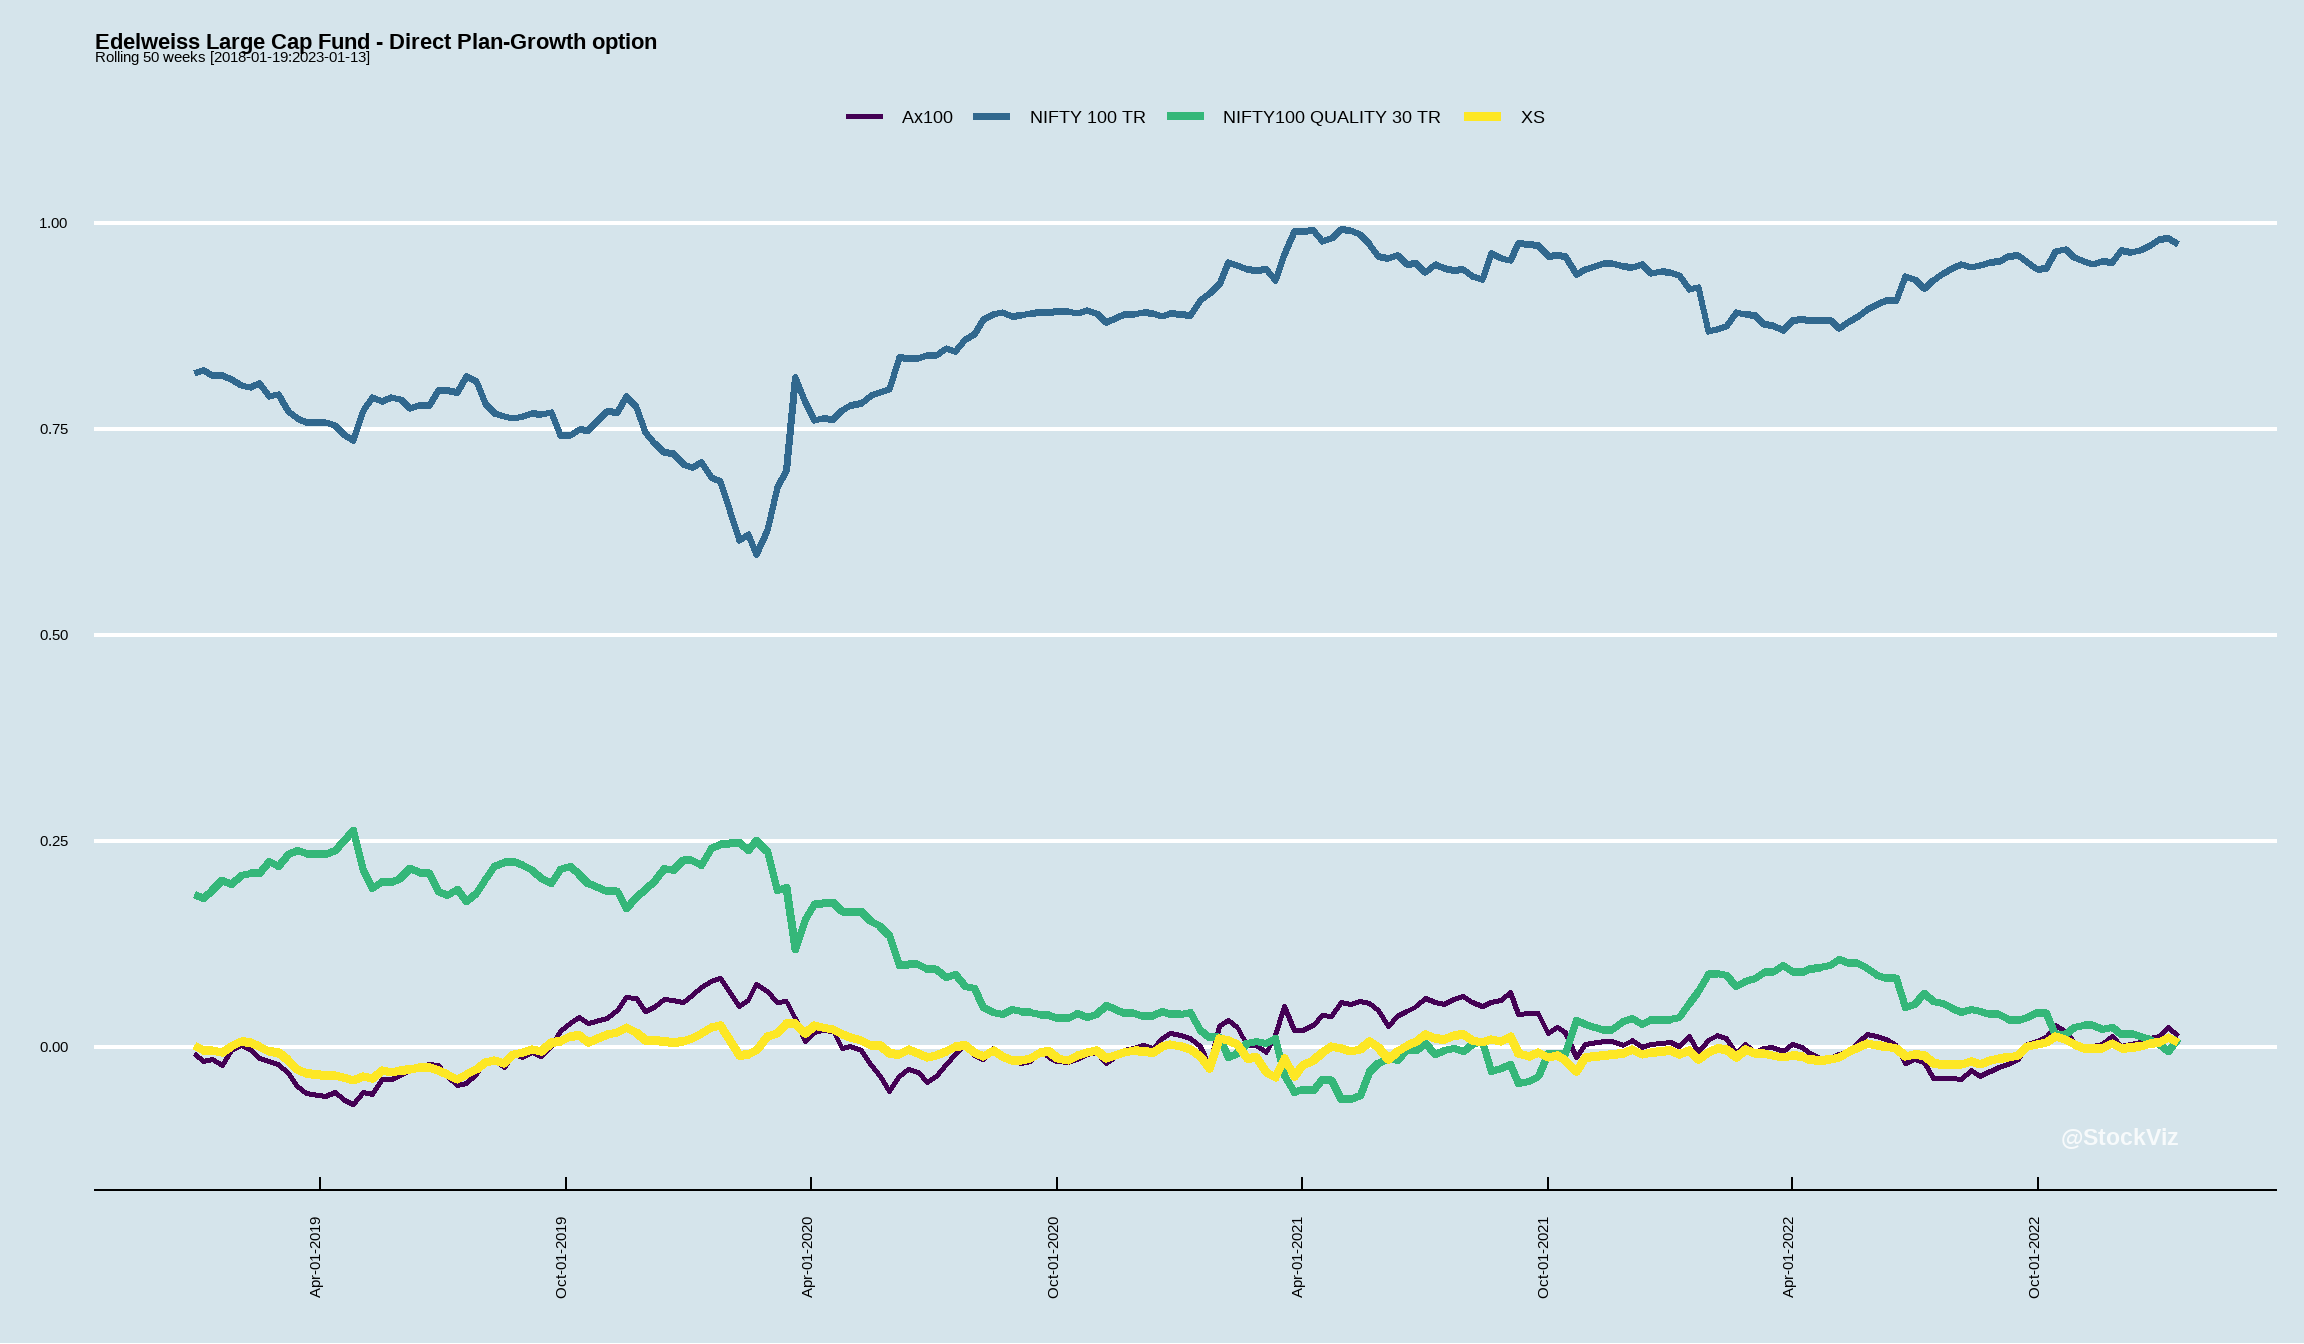 Edelweiss Large Cap Fund - Direct Plan-Growth option
Rolling 50 weeks [2018-01-19:2023-01-13]
Ax100 NIFTY 100 TR NIFTY100 QUALITY 30 TR XS
1.00
0.75
0.50
0.25
0.00
@StockViz
Apr-01-2019
Oct-01-2019
Apr-01-2020
Oct-01-2020
Apr-01-2021
Oct-01-2021
Apr-01-2022
Oct-01-2022